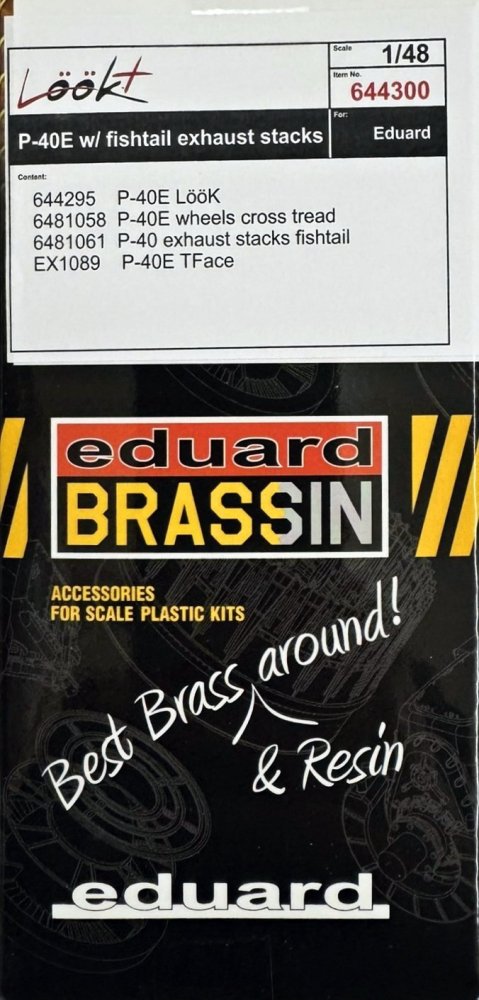 Löökt
Scale 1/48
Item No.
644300
P-40E w/ fishtail exhaust stacks
For:
Eduard
Content:
644295 P-40E LööK
6481058 P-40E wheels cross tread
6481061 P-40 exhaust stacks fishtail
EX1089 P-40E TFace
eduard
BRASSIN
ACCESSORIES
FOR SCALE PLASTIC KITS
Best Brass around!
& Resin
eduard